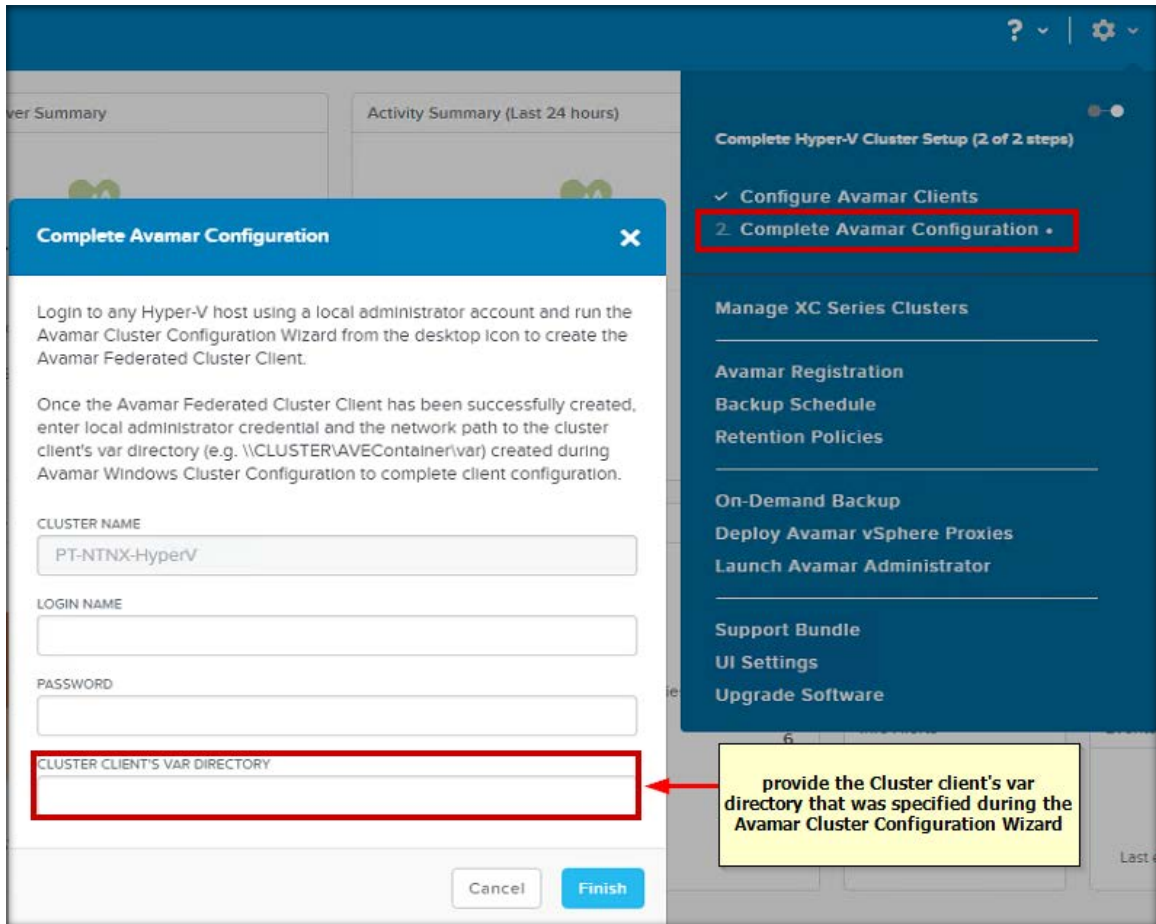 ?
ver Summary
Activity Summary (Last 24 hours)
Complete Hyper-V Cluster Setup (2 of 2 steps)
✓ Configure Avamar Clients
2. Complete Avamar Configuration •
Manage XC Series Clusters
Avamar Registration
Backup Schedule
Retention Policies
On-Demand Backup
Deploy Avamar vSphere Proxies
Launch Avamar Administrator
Support Bundle
UI Settings
Upgrade Software
Complete Avamar Configuration
Login to any Hyper-V host using a local administrator account and run the
Avamar Cluster Configuration Wizard from the desktop icon to create the
Avamar Federated Cluster Client.
Once the Avamar Federated Cluster Client has been successfully created,
enter local administrator credential and the network path to the cluster
client's var directory (e.g. \\CLUSTER\AVEContainer\var) created during
Avamar Windows Cluster Configuration to complete client configuration.
CLUSTER NAME
PT-NTNX-HyperV
LOGIN NAME
PASSWORD
CLUSTER CLIENT'S VAR DIRECTORY
Cancel
Finish
6
provide the Cluster client's var
directory that was specified during the
Avamar Cluster Configuration Wizard
Last